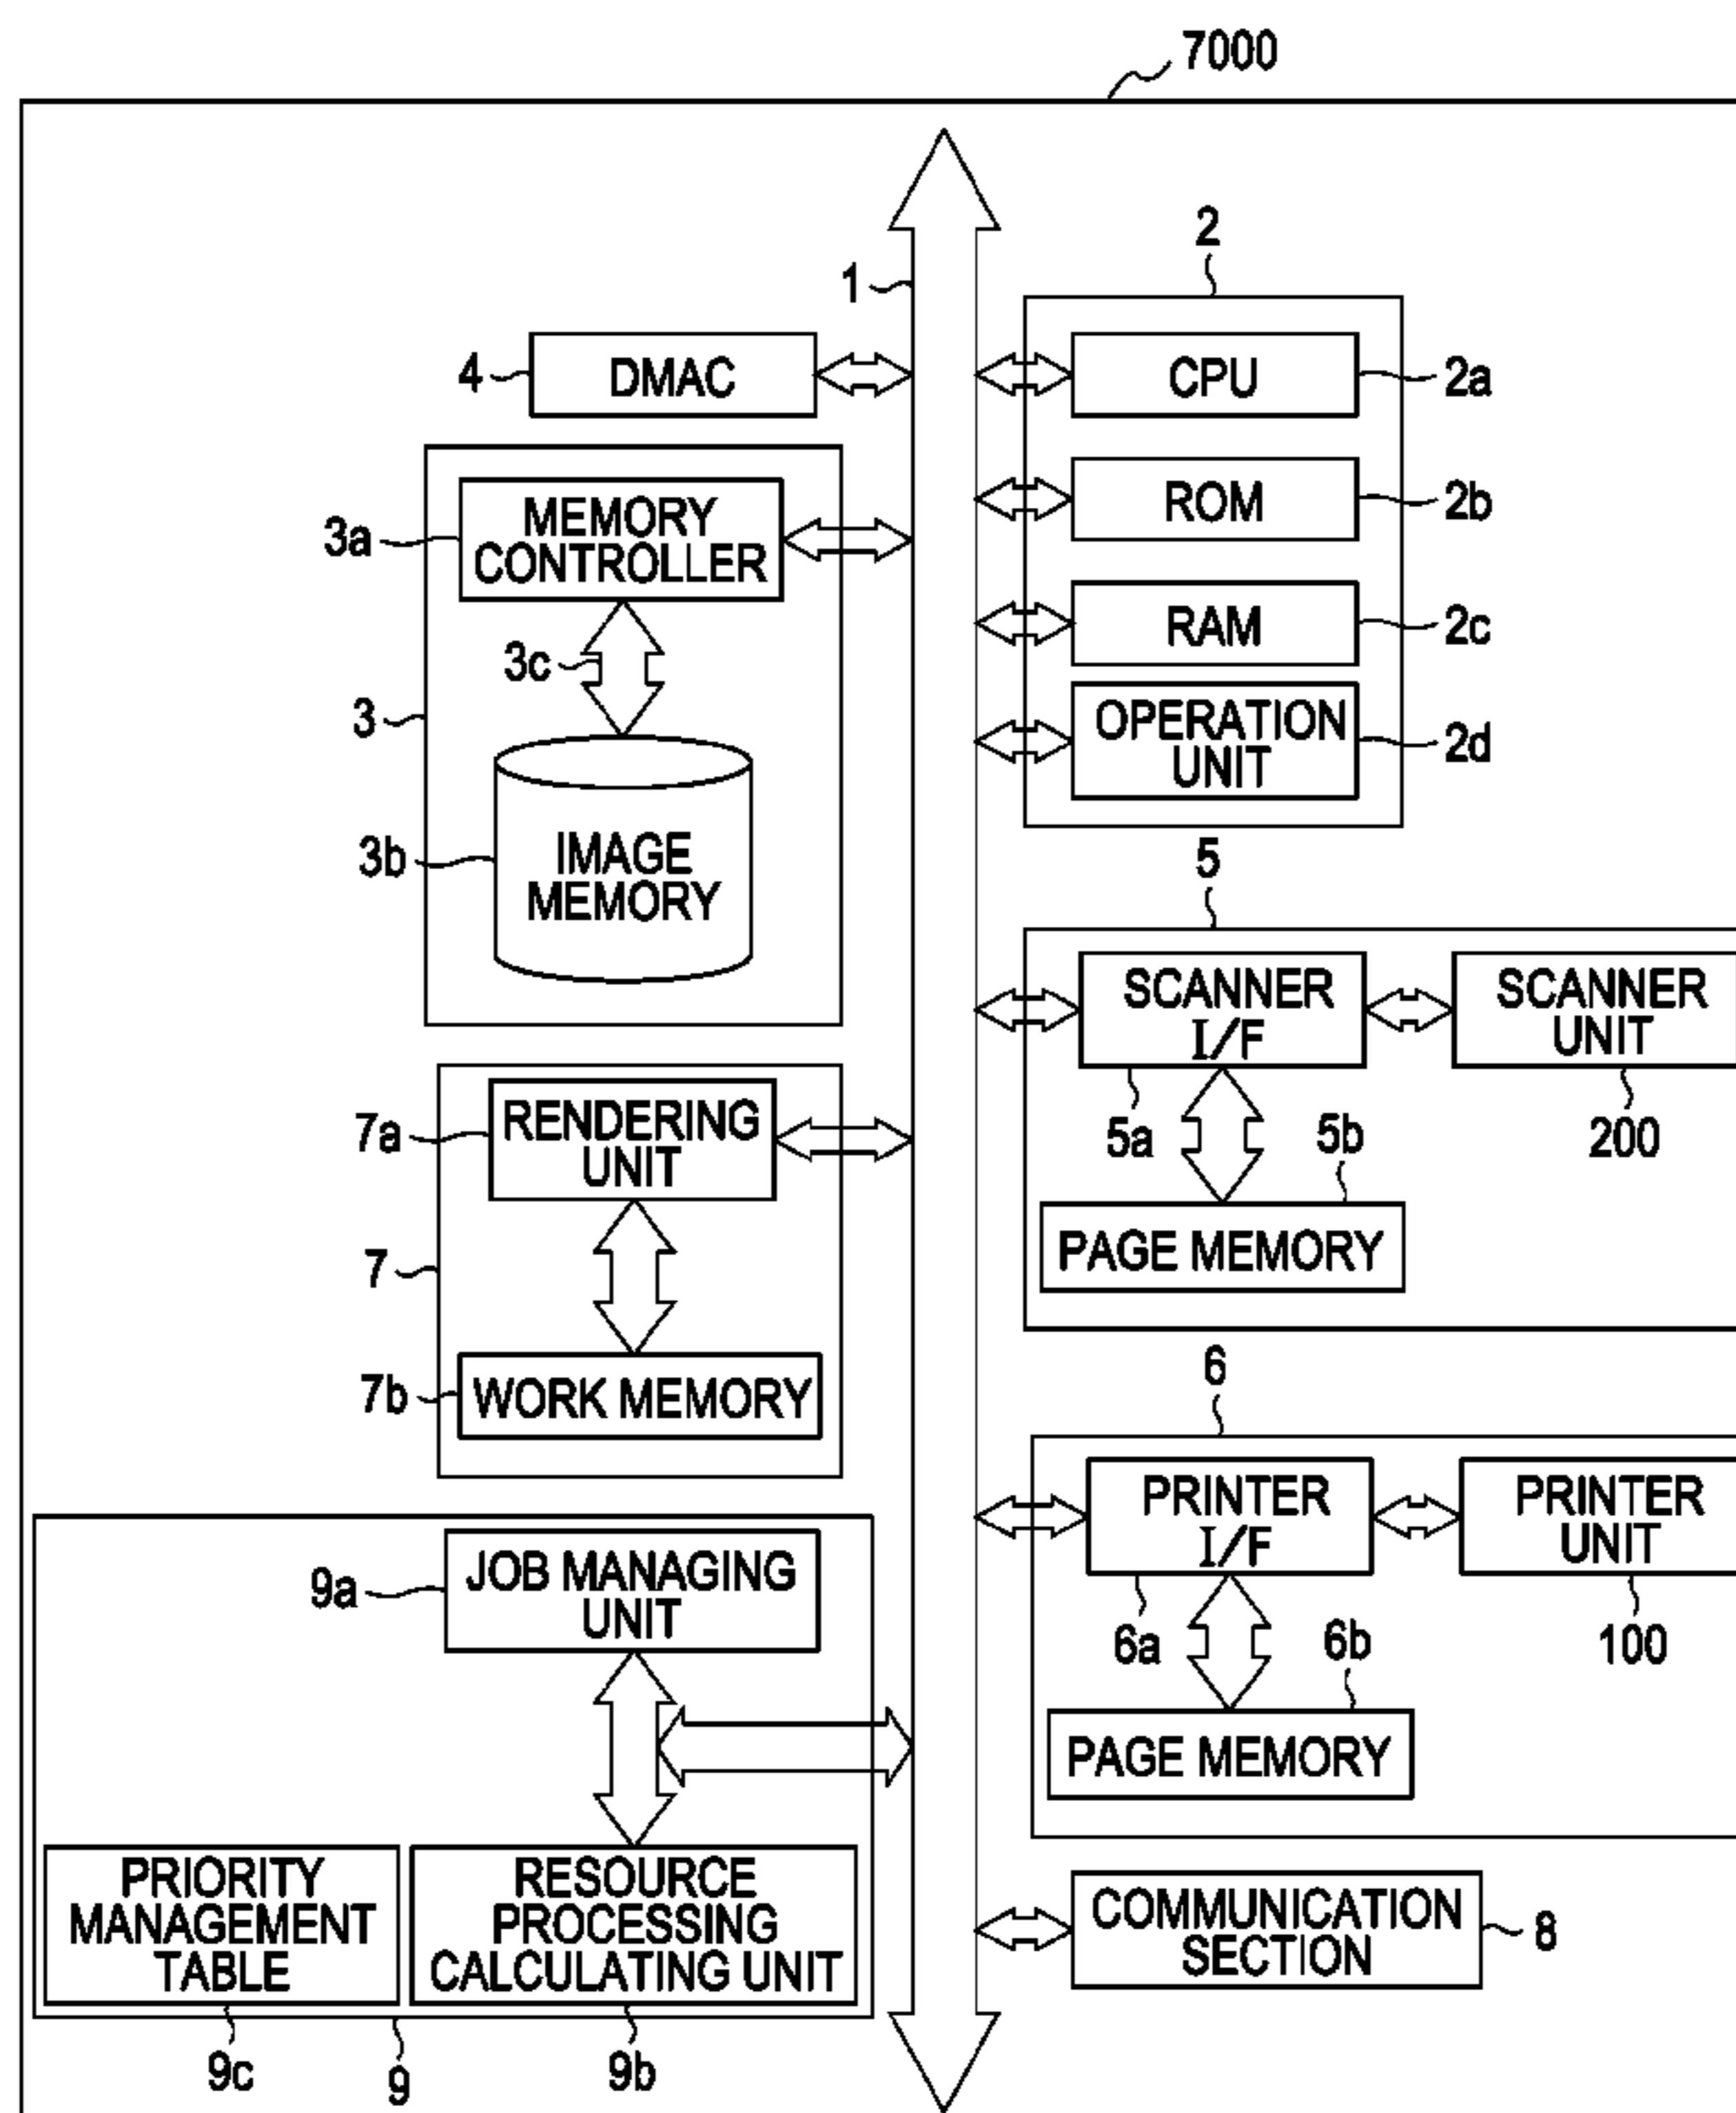 7000
1
2
4
DMAC
CPU
2a
ROM
2b
RAM
2c
OPERATION
UNIT
2d
3a
MEMORY
CONTROLLER
3c
3
3b
IMAGE
MEMORY
5
SCANNER
I/F
SCANNER
UNIT
5a
5b
200
PAGE MEMORY
7a
RENDERING
UNIT
7
7b
WORK MEMORY
6
PRINTER
I/F
PRINTER
UNIT
6a
6b
100
PAGE MEMORY
9a
JOB MANAGING
UNIT
PRIORITY
MANAGEMENT
TABLE
RESOURCE
PROCESSING
CALCULATING UNIT
9c
9
9b
COMMUNICATION
SECTION
8